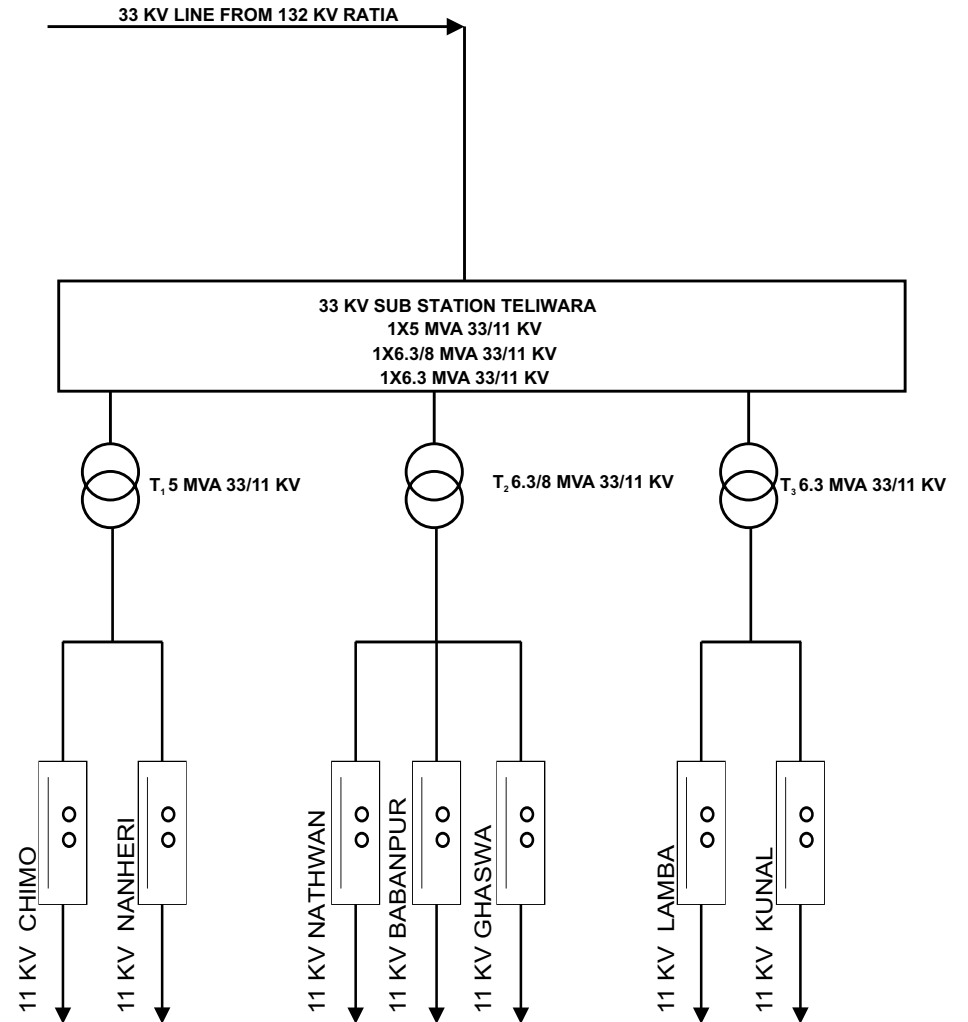 33 KV LINE FROM 132 KV RATIA
33 KV SUB STATION TELIWARA
1X5 MVA 33/11 KV
1X6.3/8 MVA 33/11 KV
1X6.3 MVA 33/11 KV
T₁ 5 MVA 33/11 KV
T₂ 6.3/8 MVA 33/11 KV
T₃ 6.3 MVA 33/11 KV
11 KV CHIMO
11 KV NANHERI
11 KV NATHWAN
11 KV BABANPUR
11 KV GHASWA
11 KV LAMBA
11 KV KUNAL